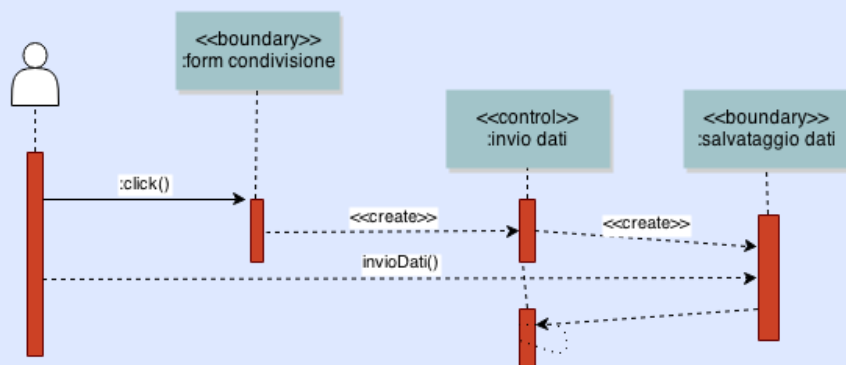 <<boundary>>
:form condivisione
<<control>>
:invio dati
<<boundary>>
:salvataggio dati
:click()
<<create>>
<<create>>
invioDati()